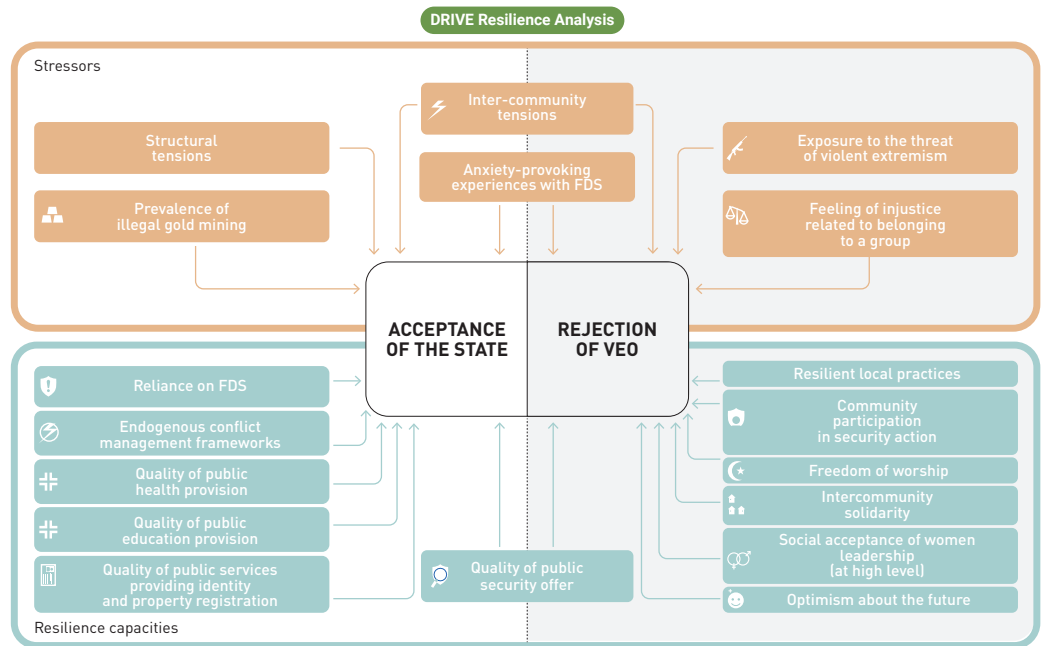 DRIVE Resilience Analysis
Stressors
Inter-community
tensions
Structural
tensions
Exposure to the threat
of violent extremism
Anxiety-provoking
experiences with FDS
Prevalence of
illegal gold mining
Feeling of injustice
related to belonging
to a group
ACCEPTANCE
OF THE STATE
REJECTION
OF VEO
Reliance on FDS
Endogenous conflict
management frameworks
Quality of public
health provision
Quality of public
education provision
Quality of public services
providing identity
and property registration
Quality of public
security offer
Resilient local practices
Community
participation
in security action
Freedom of worship
Intercommunity
solidarity
Social acceptance of women
leadership
(at high level)
Optimism about the future
Resilience capacities